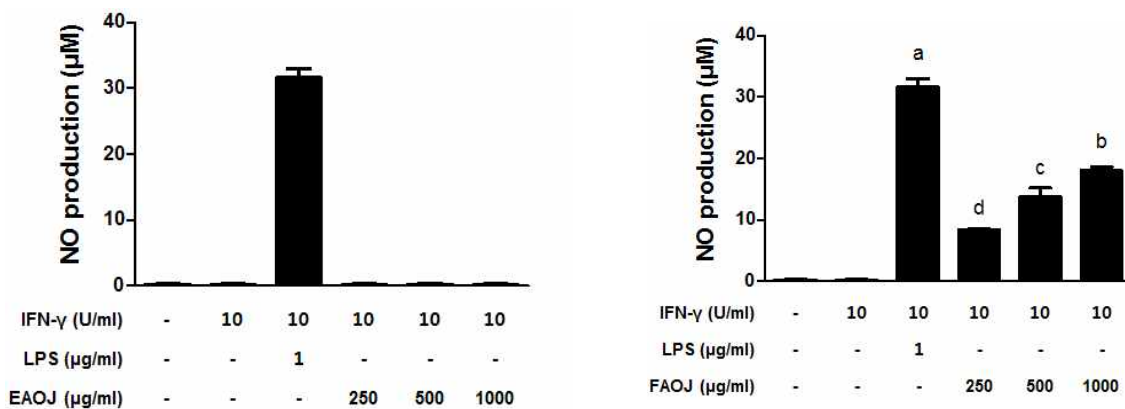 NO production (µM)
40
30
20
10
0
IFN-γ (U/ml) - 10 10 10 10 10
LPS (µg/ml) - - 1 - - -
EAOJ (µg/ml) - - - 250 500 1000
NO production (µM)
40
30
20
10
0
a
b
c
d
IFN-γ (U/ml) - 10 10 10 10 10
LPS (µg/ml) - - 1 - - -
FAOJ (µg/ml) - - - 250 500 1000